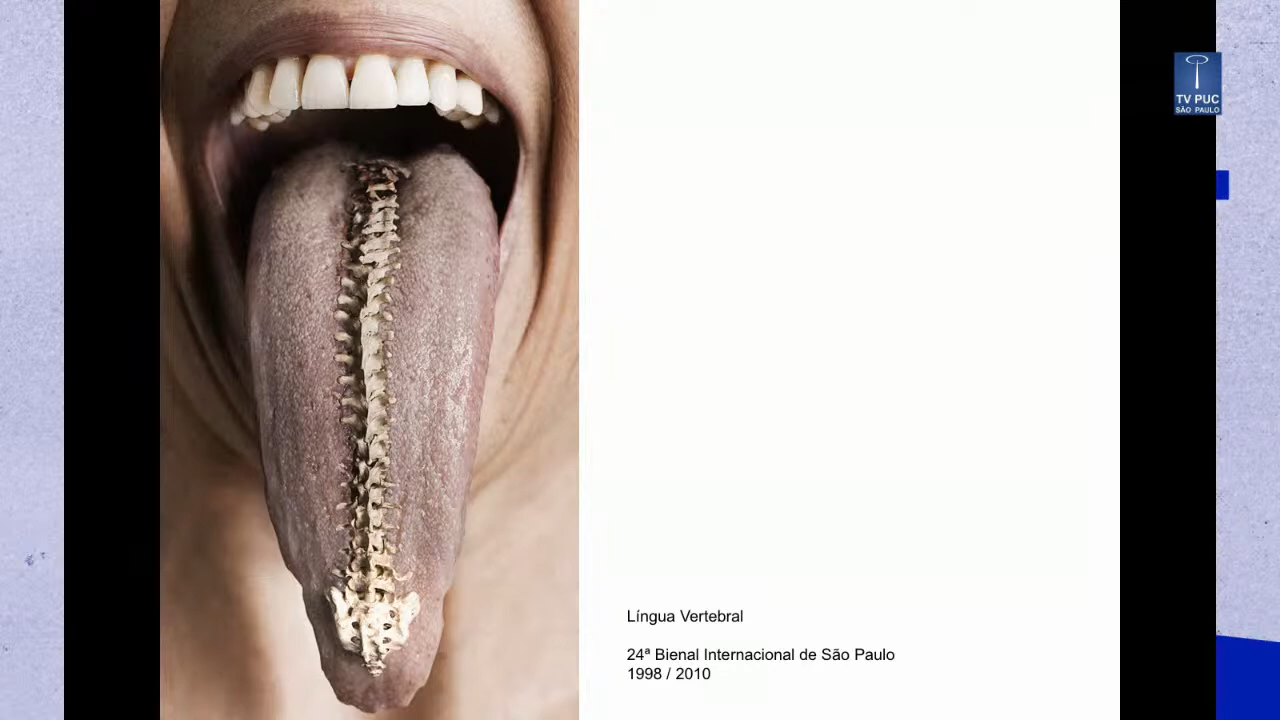 TV PUC
SÃO PAULO
Língua Vertebral
24ª Bienal Internacional de São Paulo
1998 / 2010